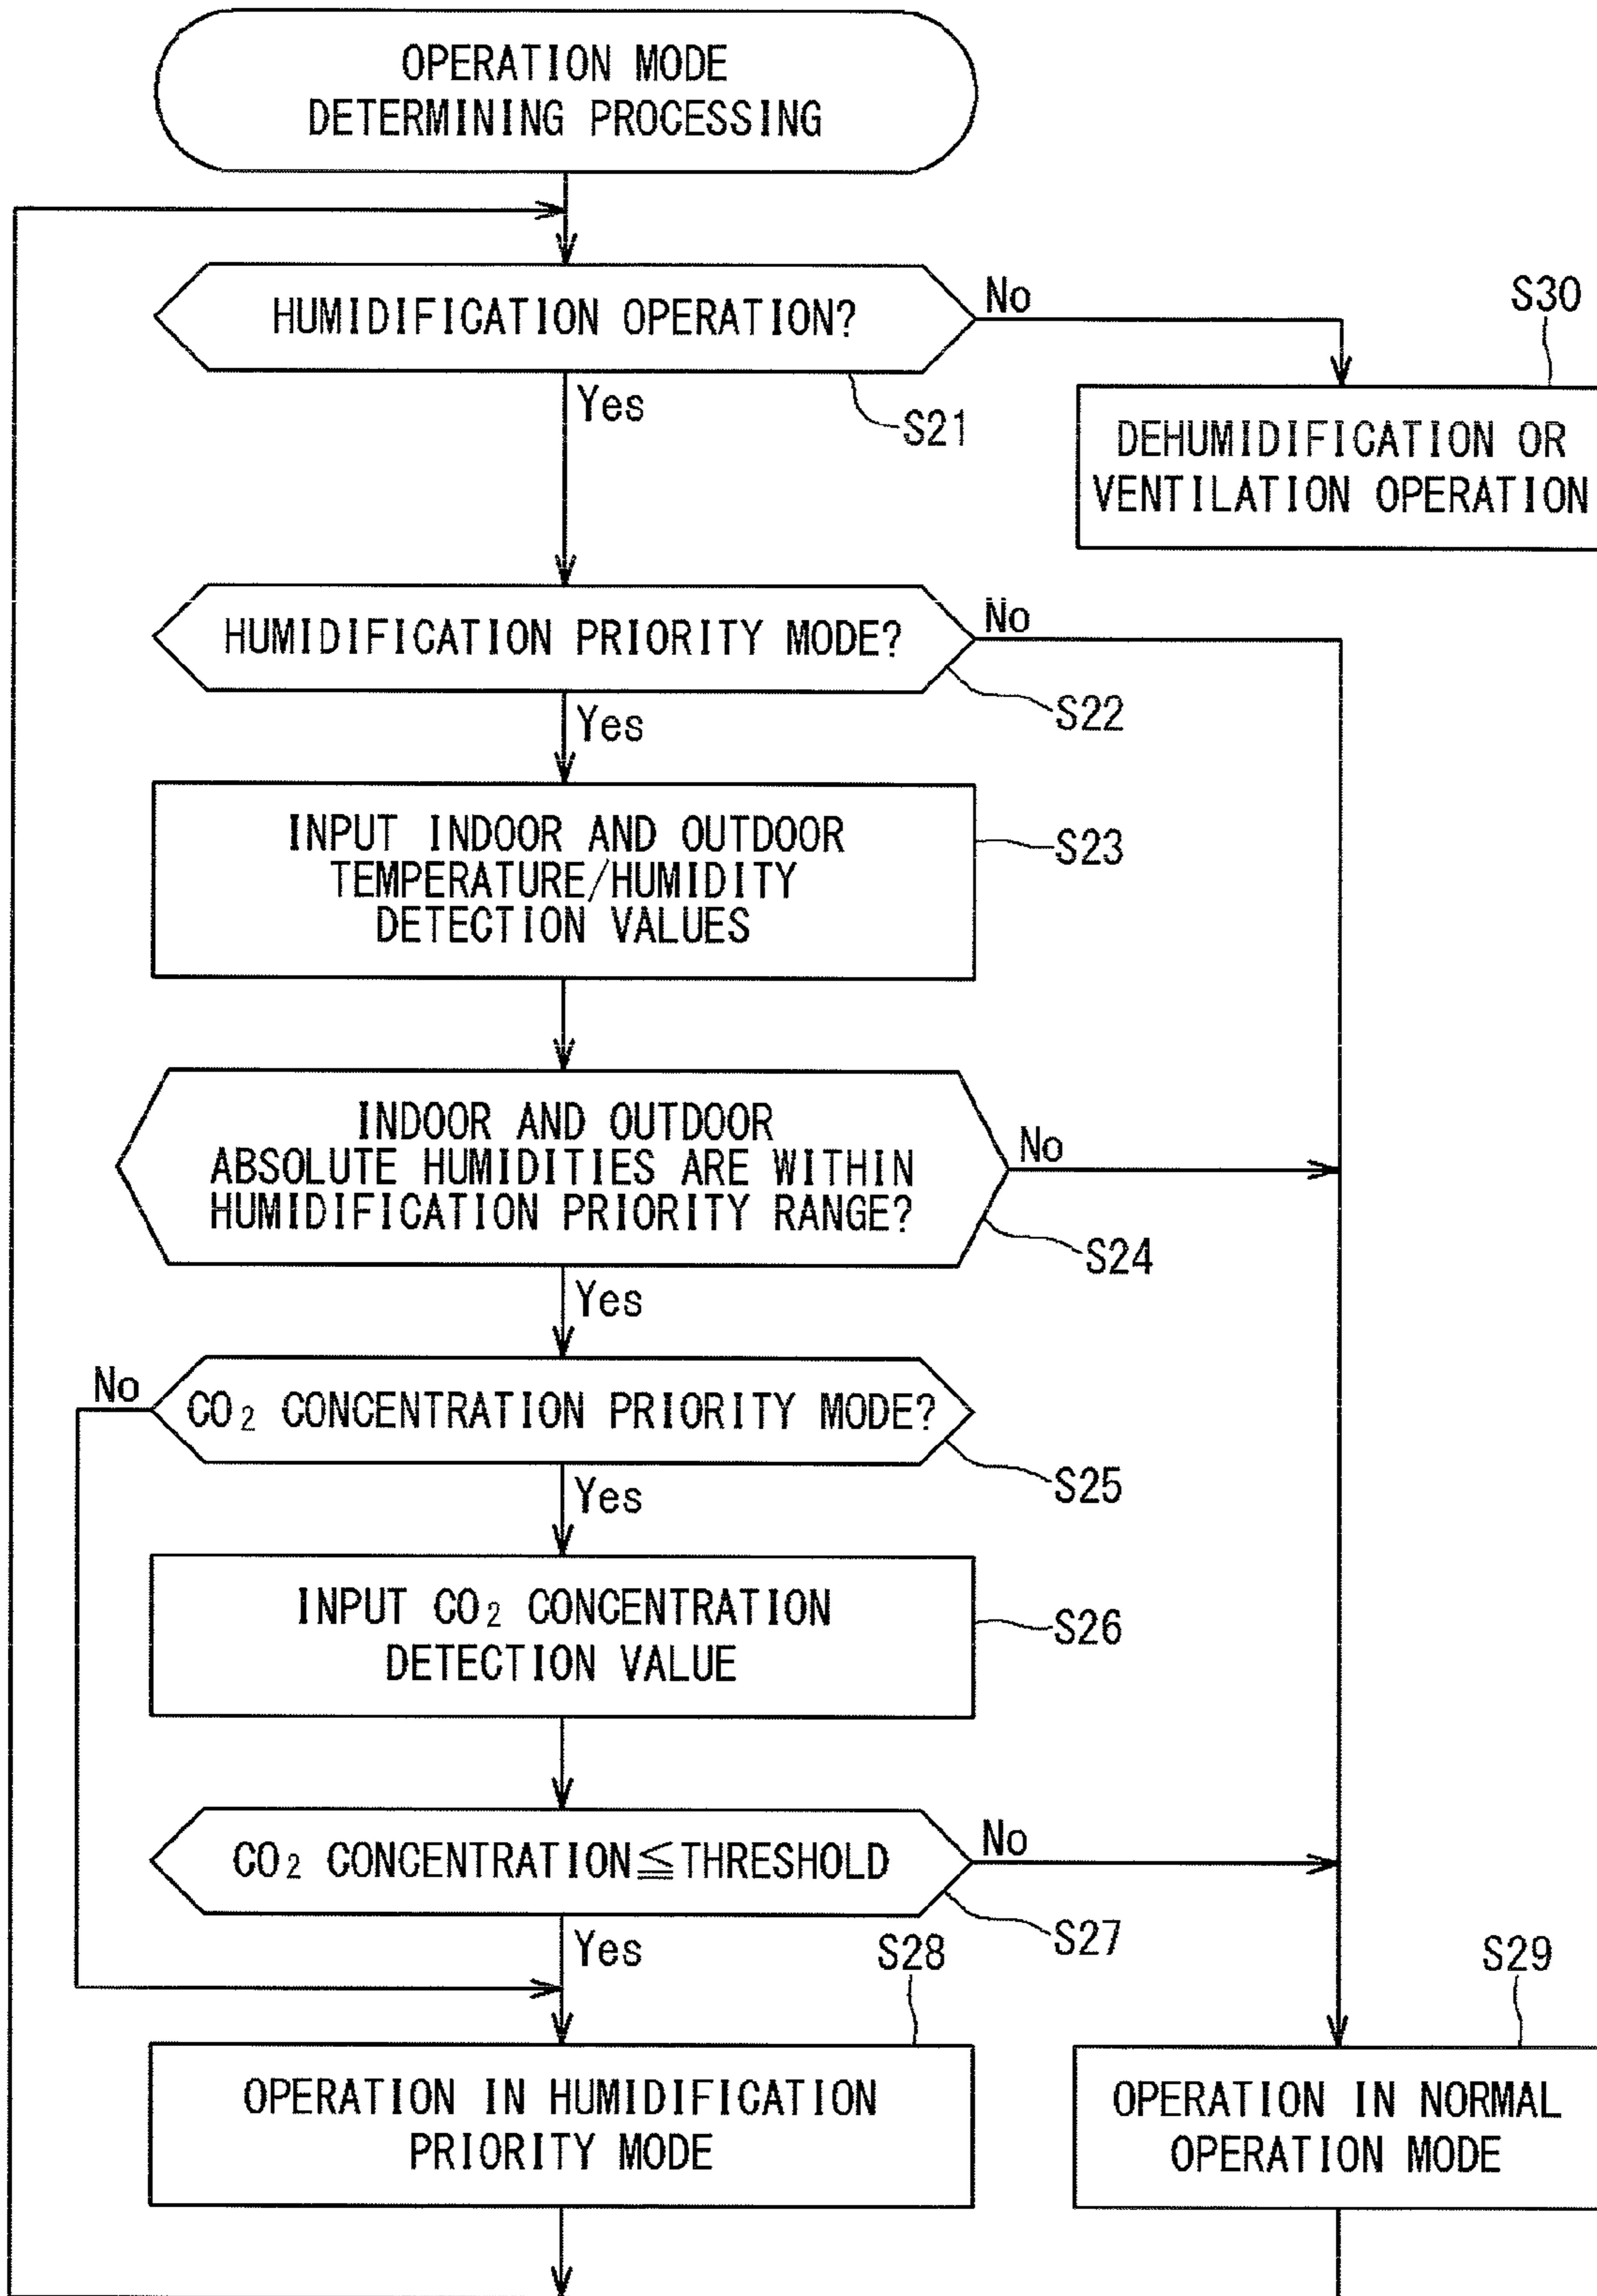 OPERATION MODE
DETERMINING PROCESSING
HUMIDIFICATION OPERATION?
No
S30
Yes
S21
DEHUMIDIFICATION OR
VENTILATION OPERATION
HUMIDIFICATION PRIORITY MODE?
No
S22
Yes
INPUT INDOOR AND OUTDOOR
TEMPERATURE/HUMIDITY
DETECTION VALUES
S23
INDOOR AND OUTDOOR
ABSOLUTE HUMIDITIES ARE WITHIN
HUMIDIFICATION PRIORITY RANGE?
No
S24
Yes
No
CO₂ CONCENTRATION PRIORITY MODE?
S25
Yes
INPUT CO₂ CONCENTRATION
DETECTION VALUE
S26
CO₂ CONCENTRATION≦THRESHOLD
No
S27
Yes
S28
S29
OPERATION IN HUMIDIFICATION
PRIORITY MODE
OPERATION IN NORMAL
OPERATION MODE